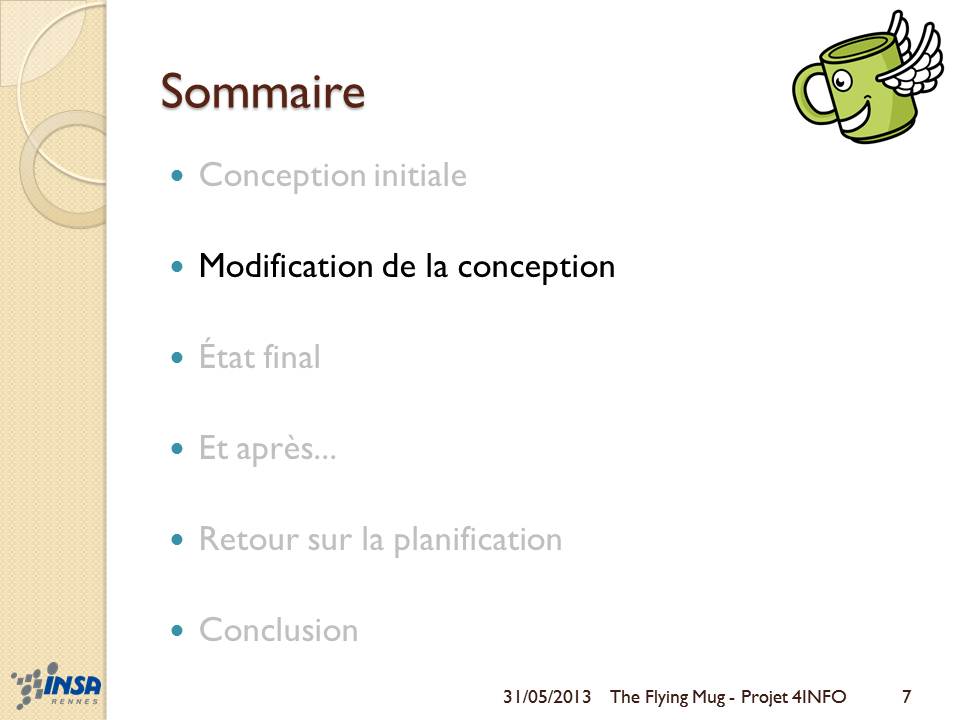 Sommaire
Conception initiale
Modification de la conception
État final
Et après...
Retour sur la planification
Conclusion
INSA
RENNES
31/05/2013 The Flying Mug - Projet 4INFO 7